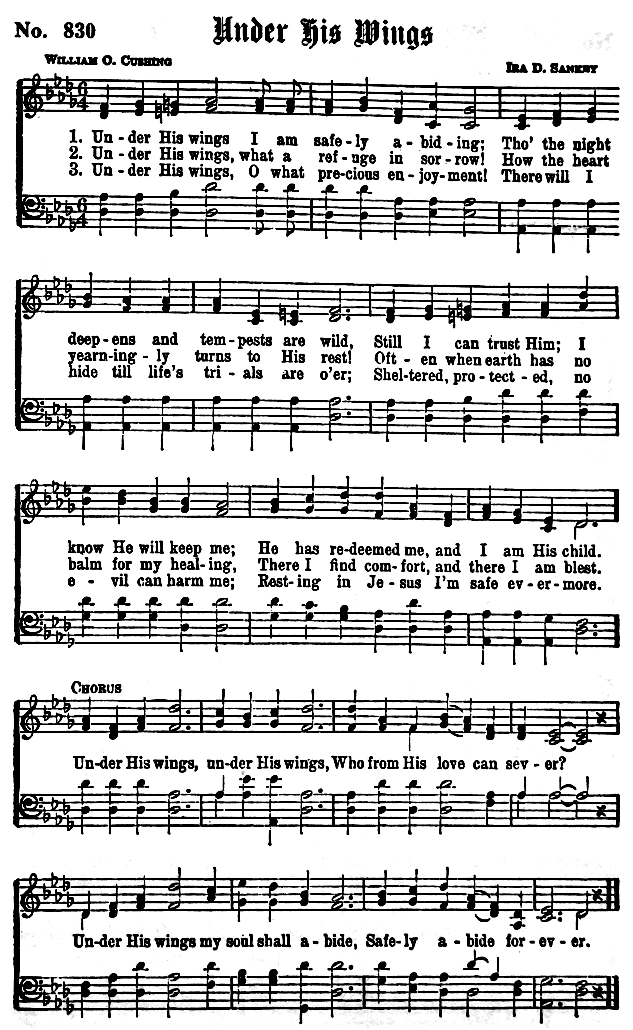 No. 830 Under His Wings
WILLIAM O. CUSHING IRA D. SANKEY
1. Un - der His wings I am safe - ly a - bid - ing; Tho' the night
2. Un - der His wings, what a ref - uge in sor - row! How the heart
3. Un - der His wings, O what pre - cious en - joy - ment! There will I
deep - ens and tem - pests are wild, Still I can trust Him; I
yearn - ing - ly turns to His rest! Oft - en when earth has no
hide till life's tri - als are o'er; Shel - tered, pro - tect - ed, no
know He will keep me; He has re - deemed me, and I am His child.
balm for my heal - ing, There I find com - fort, and there I am blest.
e - vil can harm me; Rest - ing in Je - sus I'm safe ev - er - more.
CHORUS
Un - der His wings, un - der His wings, Who from His love can sev - er?
Un - der His wings my soul shall a - bide, Safe - ly a - bide for - ev - er.